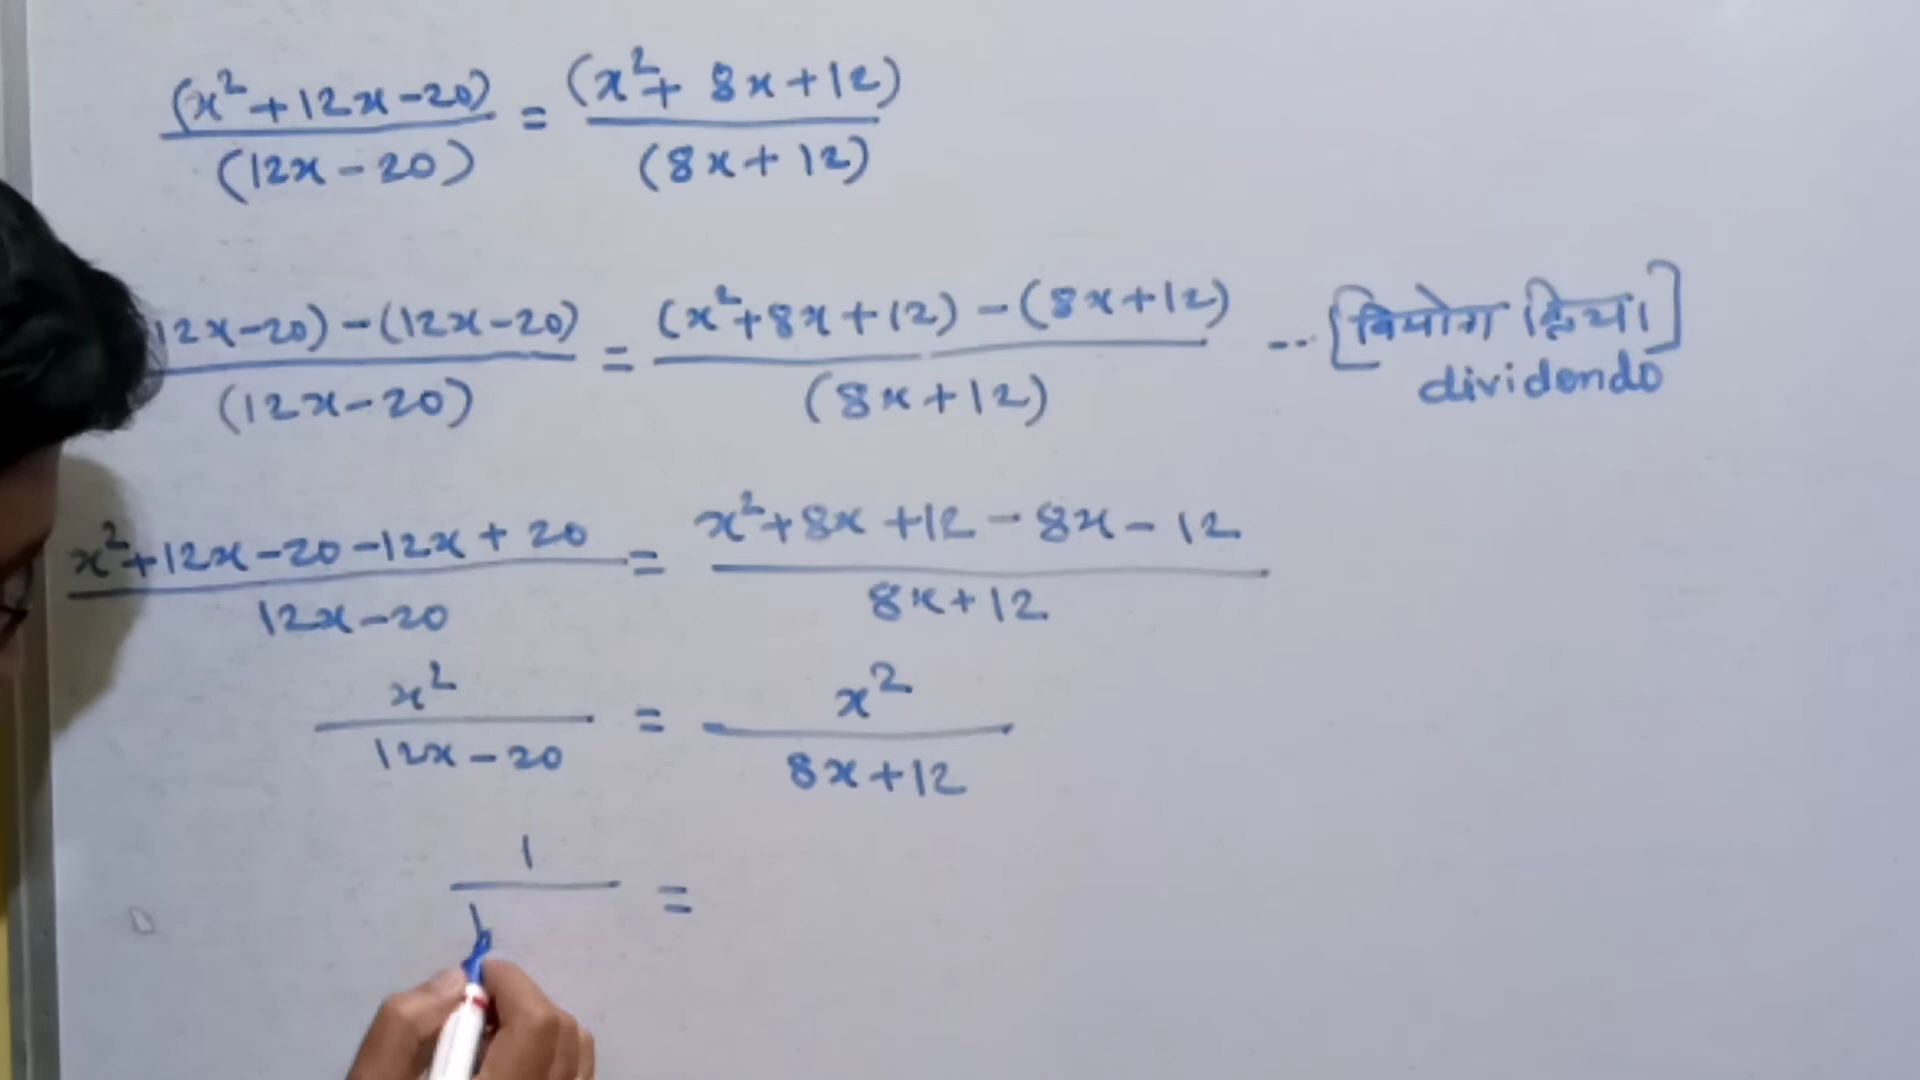 (x²+12x-20)/(12x-20) = (x²+8x+12)/(8x+12)
12x-20)-(12x-20)/(12x-20) = (x²+8x+12)-(8x+12)/(8x+12) -- [वियोग क्रिया]
dividendo
x²+12x-20-12x+20/12x-20 = x²+8x+12-8x-12/8x+12
x²/12x-20 = x²/8x+12
1/1 =